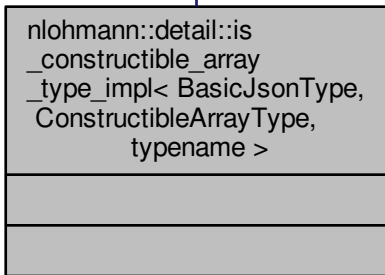 nlohmann::detail::is
_constructible_array
_type_impl< BasicJsonType,
ConstructibleArrayType,
typename >